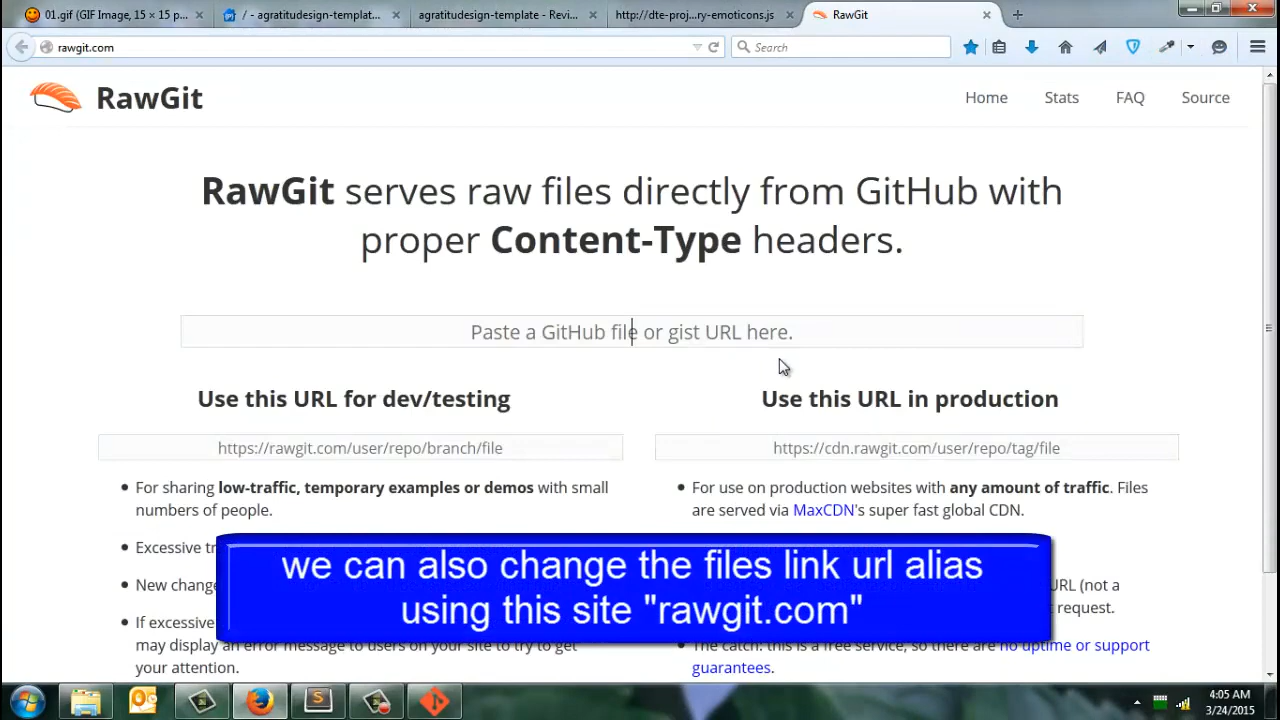 01.gif (GIF Image, 15 × 15 p...
/ - agratitudesign-templat...
agratitudesign-template - Revi...
http://dte-proj...ry-emoticons.js
RawGit
rawgit.com
Search
RawGit
Home
Stats
FAQ
Source
RawGit serves raw files directly from GitHub with
proper Content-Type headers.
Paste a GitHub file or gist URL here.
Use this URL for dev/testing
https://rawgit.com/user/repo/branch/file
For sharing low-traffic, temporary examples or demos with small
numbers of people.
Excessive tr
New change
If excessive
may display an error message to users on your site to try to get
your attention.
Use this URL in production
https://cdn.rawgit.com/user/repo/tag/file
For use on production websites with any amount of traffic. Files
are served via MaxCDN's super fast global CDN.
URL (not a
request.
The catch: this is a free service, so there are no uptime or support
guarantees.
we can also change the files link url alias
using this site "rawgit.com"
4:05 AM
3/24/2015